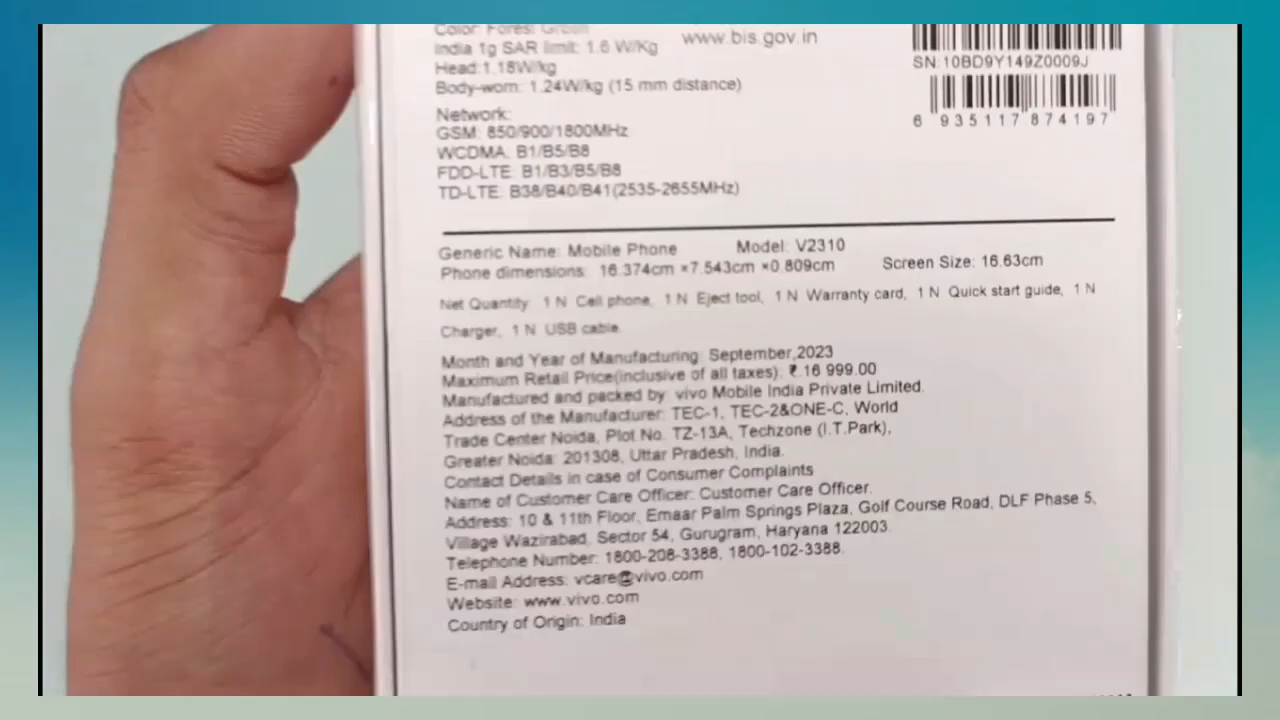 Color: Forest Green
India 1g SAR limit: 1.6 W/Kg
www.bis.gov.in
Head:1.18W/kg
Body-worn: 1.24W/kg (15 mm distance)
SN:10BD9Y149Z0009J
6 935117 874197
Network:
GSM: 850/900/1800MHz
WCDMA: B1/B5/B8
FDD-LTE: B1/B3/B5/B8
TD-LTE: B38/B40/B41(2535-2655MHz)
Generic Name: Mobile Phone Model: V2310
Phone dimensions: 16.374cm ×7.543cm ×0.809cm Screen Size: 16.63cm
Net Quantity: 1 N Cell phone, 1 N Eject tool, 1 N Warranty card, 1 N Quick start guide, 1 N
Charger, 1 N USB cable.
Month and Year of Manufacturing: September,2023
Maximum Retail Price(inclusive of all taxes): ₹.16 999.00
Manufactured and packed by: vivo Mobile India Private Limited.
Address of the Manufacturer: TEC-1, TEC-2&ONE-C, World
Trade Center Noida, Plot No. TZ-13A, Techzone (I.T.Park),
Greater Noida: 201308, Uttar Pradesh, India.
Contact Details in case of Consumer Complaints
Name of Customer Care Officer: Customer Care Officer.
Address: 10 & 11th Floor, Emaar Palm Springs Plaza, Golf Course Road, DLF Phase 5,
Village Wazirabad, Sector 54, Gurugram, Haryana 122003.
Telephone Number: 1800-208-3388, 1800-102-3388.
E-mail Address: vcare@vivo.com
Website: www.vivo.com
Country of Origin: India